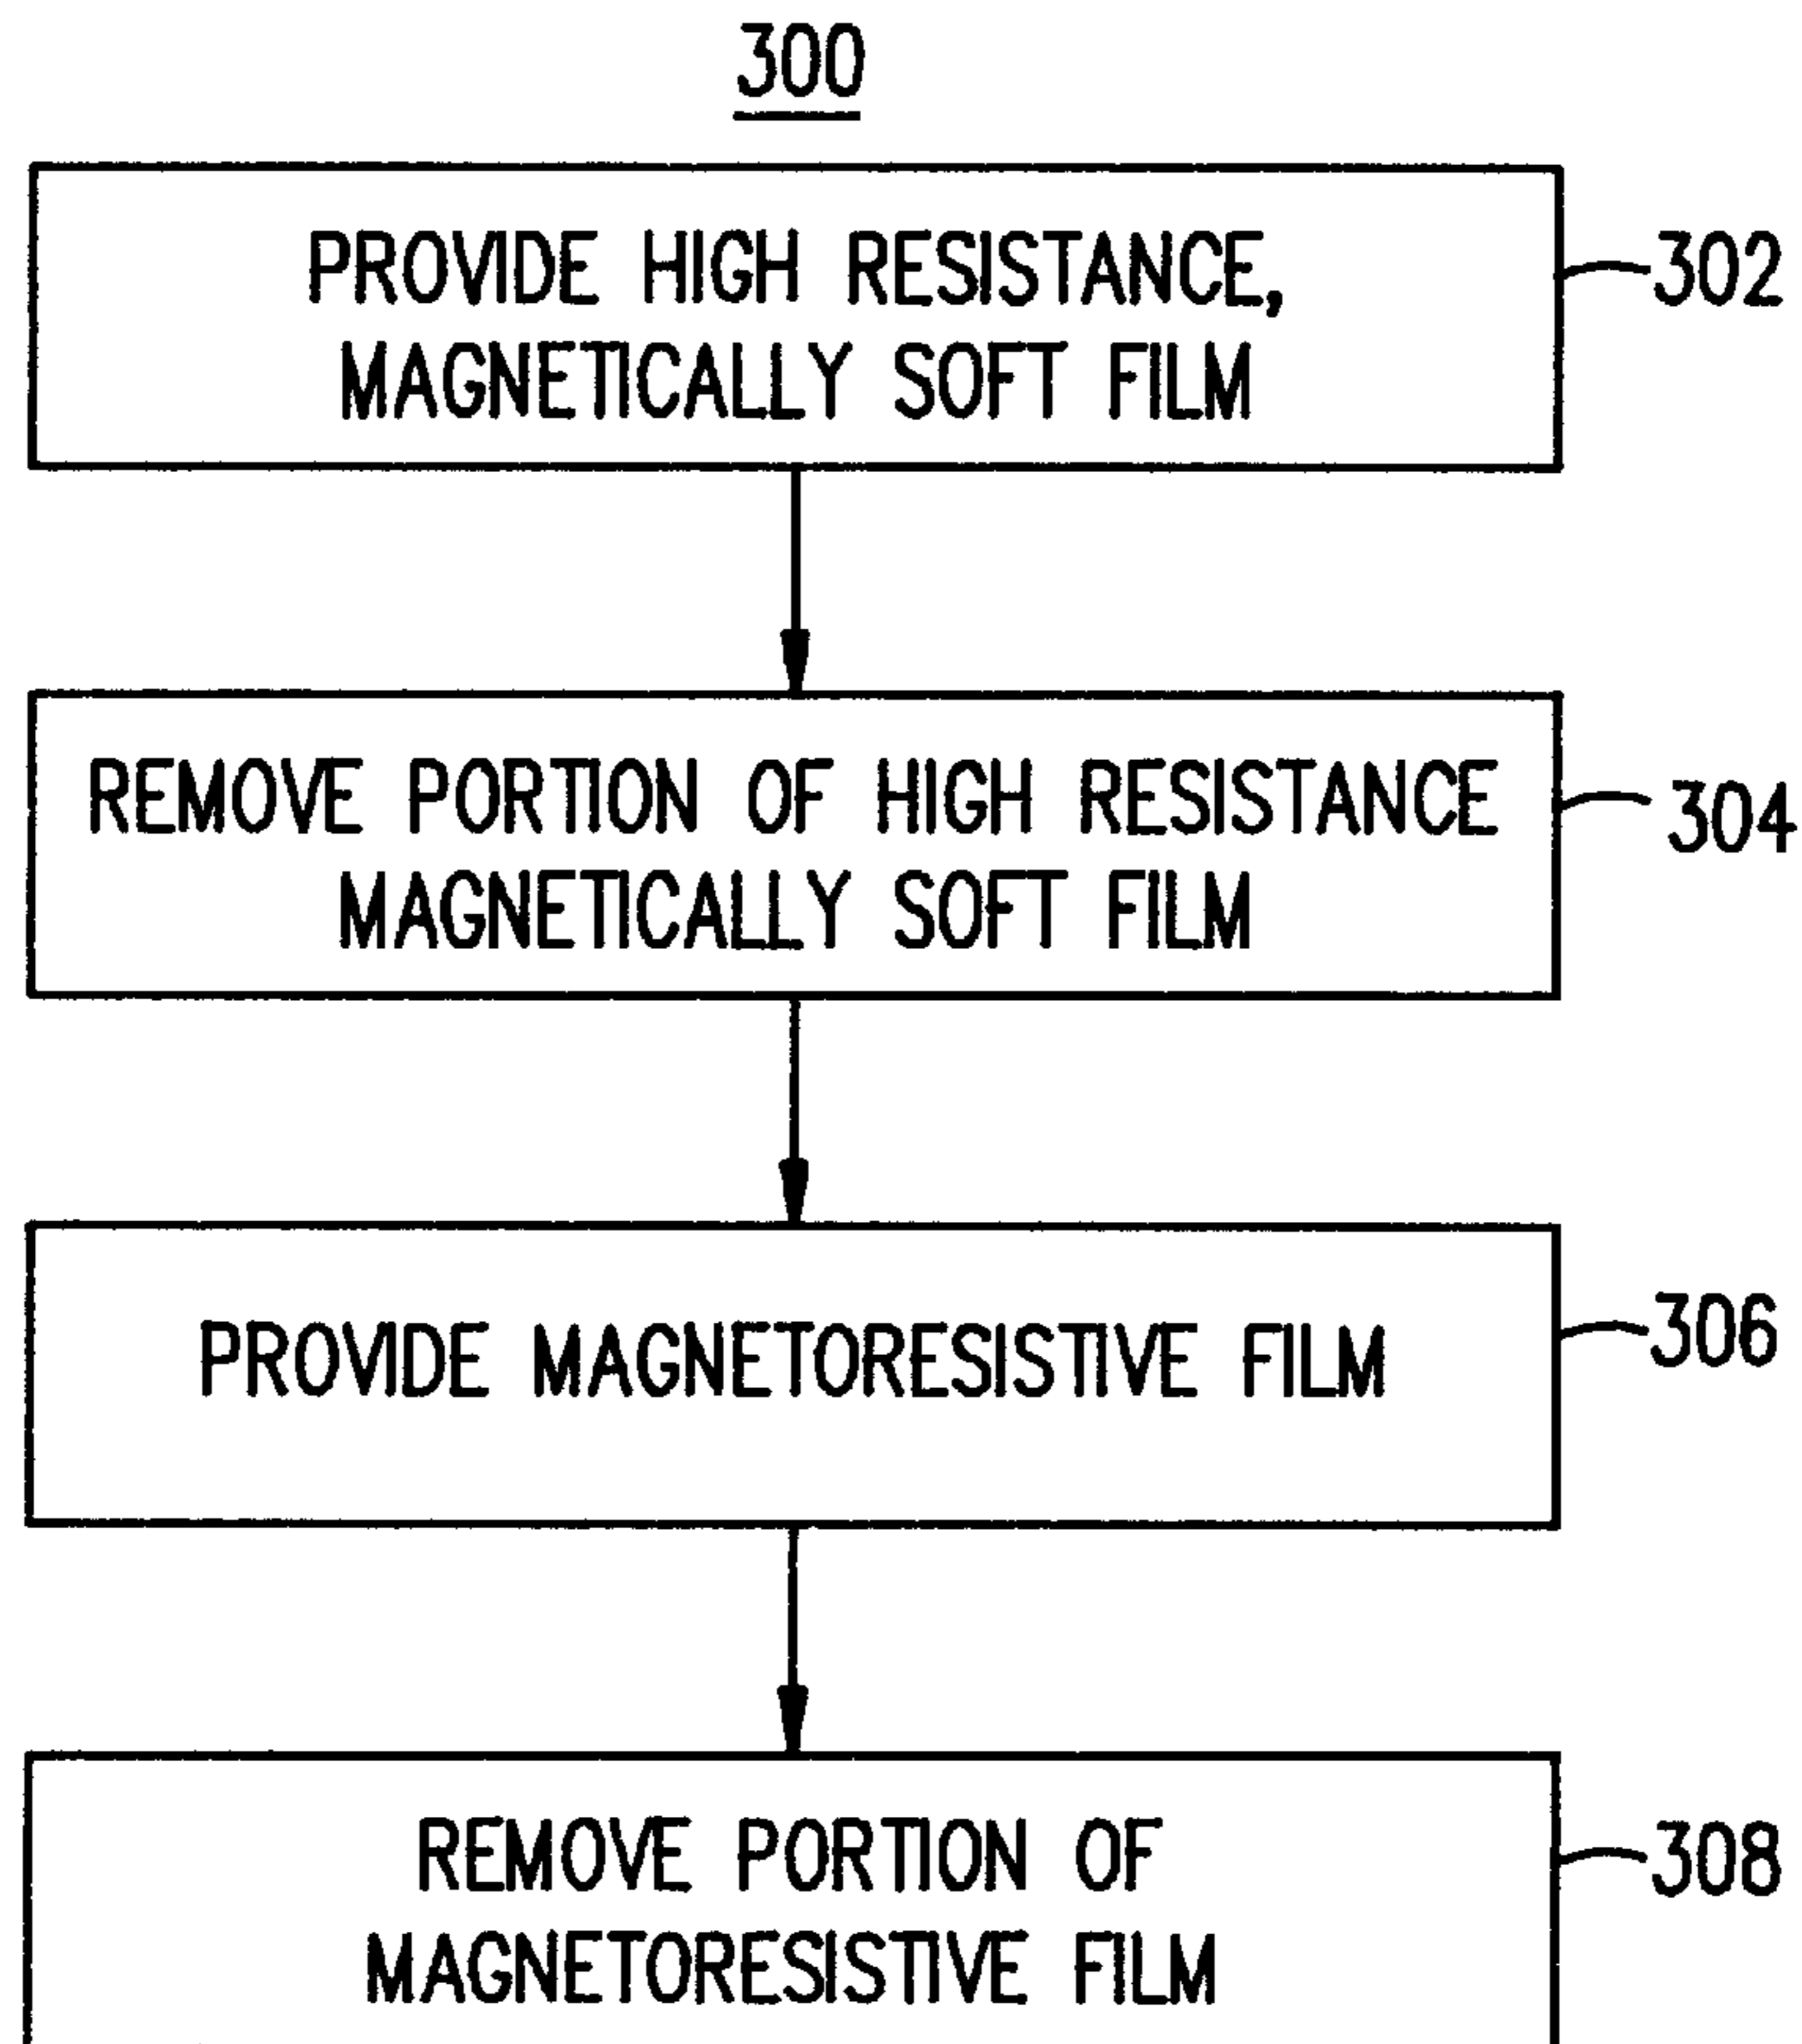 300
PROVIDE HIGH RESISTANCE,
MAGNETICALLY SOFT FILM
302
REMOVE PORTION OF HIGH RESISTANCE
MAGNETICALLY SOFT FILM
304
PROVIDE MAGNETORESISTIVE FILM
306
REMOVE PORTION OF
MAGNETORESISTIVE FILM
308